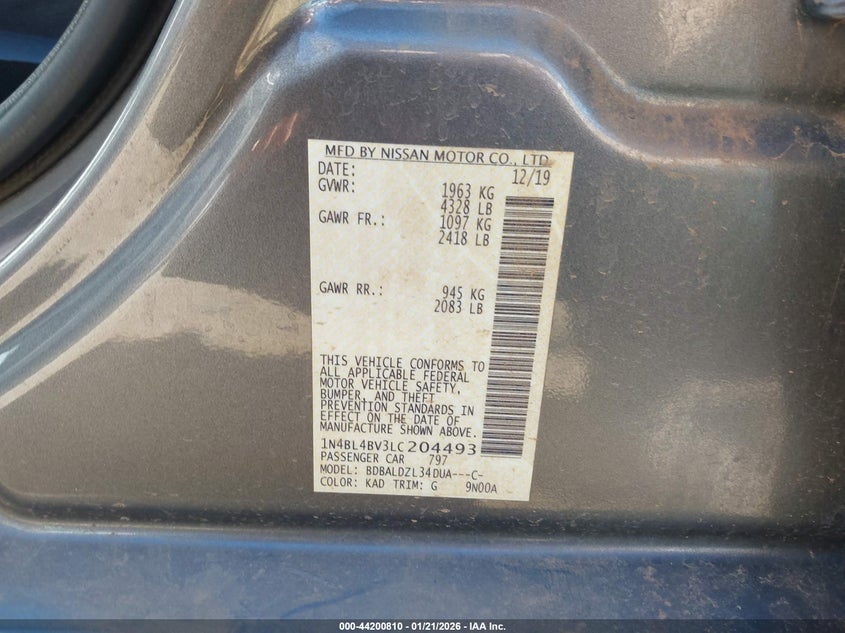 MFD BY NISSAN MOTOR CO., LTD.
DATE: 12/19
GVWR: 1963 KG
4328 LB
GAWR FR.: 1097 KG
2418 LB
GAWR RR.: 945 KG
2083 LB
THIS VEHICLE CONFORMS TO
ALL APPLICABLE FEDERAL
MOTOR VEHICLE SAFETY,
BUMPER, AND THEFT
PREVENTION STANDARDS IN
EFFECT ON THE DATE OF
MANUFACTURE SHOWN ABOVE.
1N4BL4BV3LC204493
PASSENGER CAR 797
MODEL: BDBALDZL34DUA---C-
COLOR: KAD TRIM: G 9N00A
000-44200810 - 01/21/2026 - IAA Inc.